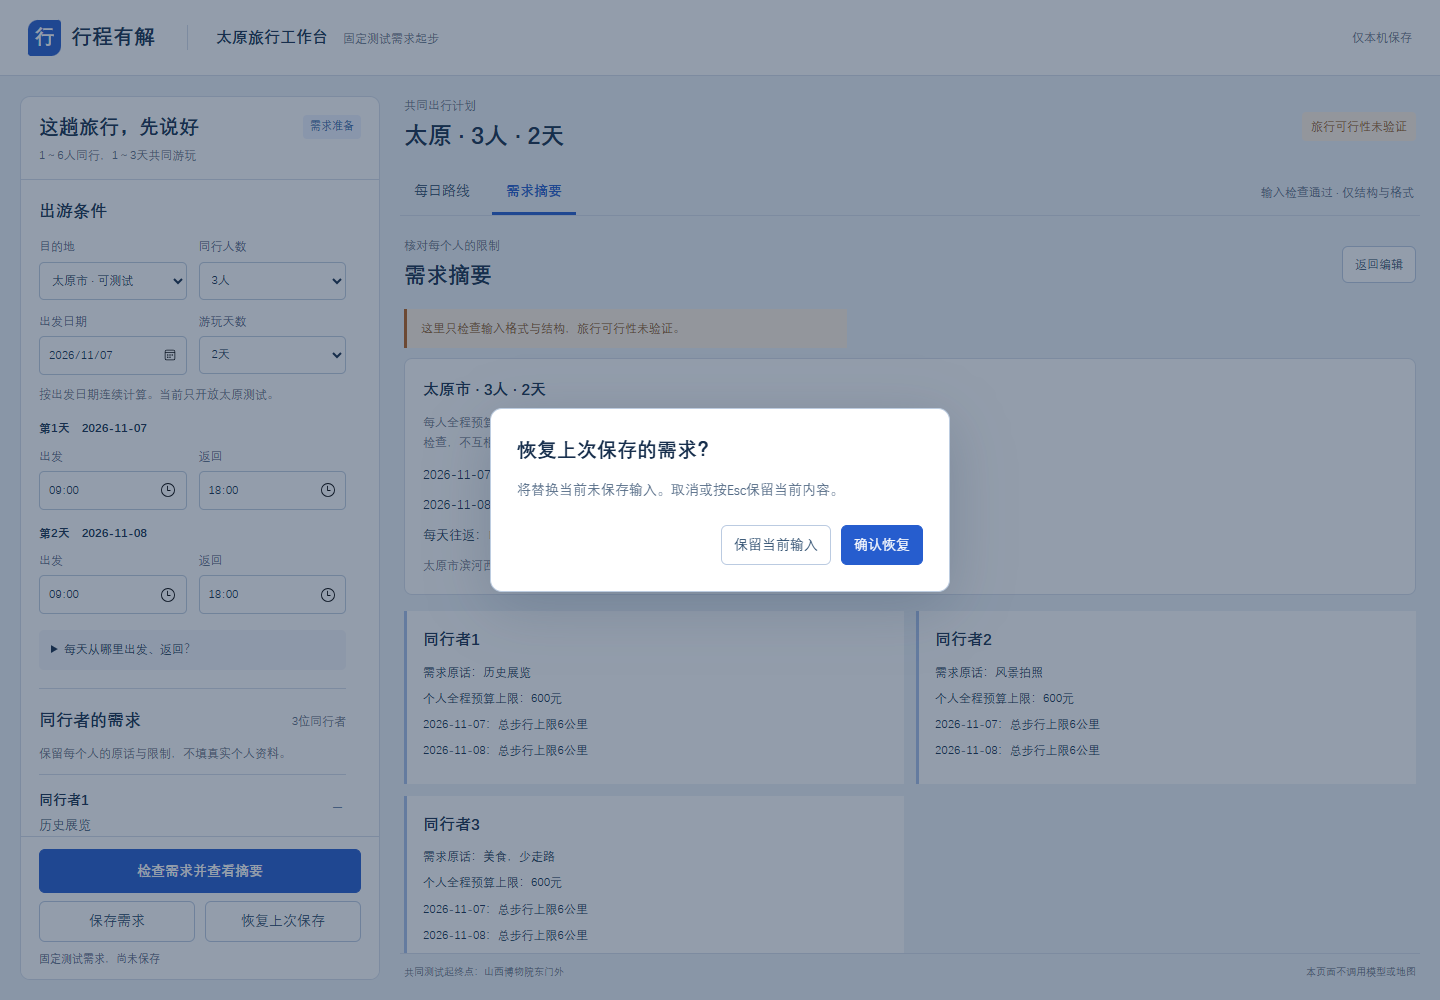 行 行程有解
太原旅行工作台 固定测试需求起步
仅本机保存
这趟旅行，先说好
需求准备
1～6人同行，1～3天共同游玩
出游条件
目的地 同行人数
太原市 · 可测试 3人
出发日期 游玩天数
2026/11/07 2天
按出发日期连续计算。当前只开放太原测试。
第1天 2026-11-07
出发 返回
09:00 18:00
第2天 2026-11-08
出发 返回
09:00 18:00
▶ 每天从哪里出发、返回？
同行者的需求 3位同行者
保留每个人的原话与限制，不填真实个人资料。
同行者1 —
历史展览
检查需求并查看摘要
保存需求 恢复上次保存
固定测试需求，尚未保存
共同出行计划
太原 · 3人 · 2天
旅行可行性未验证
每日路线 需求摘要
输入检查通过 · 仅结构与格式
核对每个人的限制
需求摘要
返回编辑
这里只检查输入格式与结构，旅行可行性未验证。
太原市 · 3人 · 2天
每人全程预
检查，不互
2026-11-07
2026-11-08
每天往返：
太原市滨河
恢复上次保存的需求？
将替换当前未保存输入。取消或按Esc保留当前内容。
保留当前输入 确认恢复
同行者1
需求原话：历史展览
个人全程预算上限：600元
2026-11-07：总步行上限6公里
2026-11-08：总步行上限6公里
同行者2
需求原话：风景拍照
个人全程预算上限：600元
2026-11-07：总步行上限6公里
2026-11-08：总步行上限6公里
同行者3
需求原话：美食，少走路
个人全程预算上限：600元
2026-11-07：总步行上限6公里
2026-11-08：总步行上限6公里
共同测试起终点：山西博物院东门外
本页面不调用模型或地图